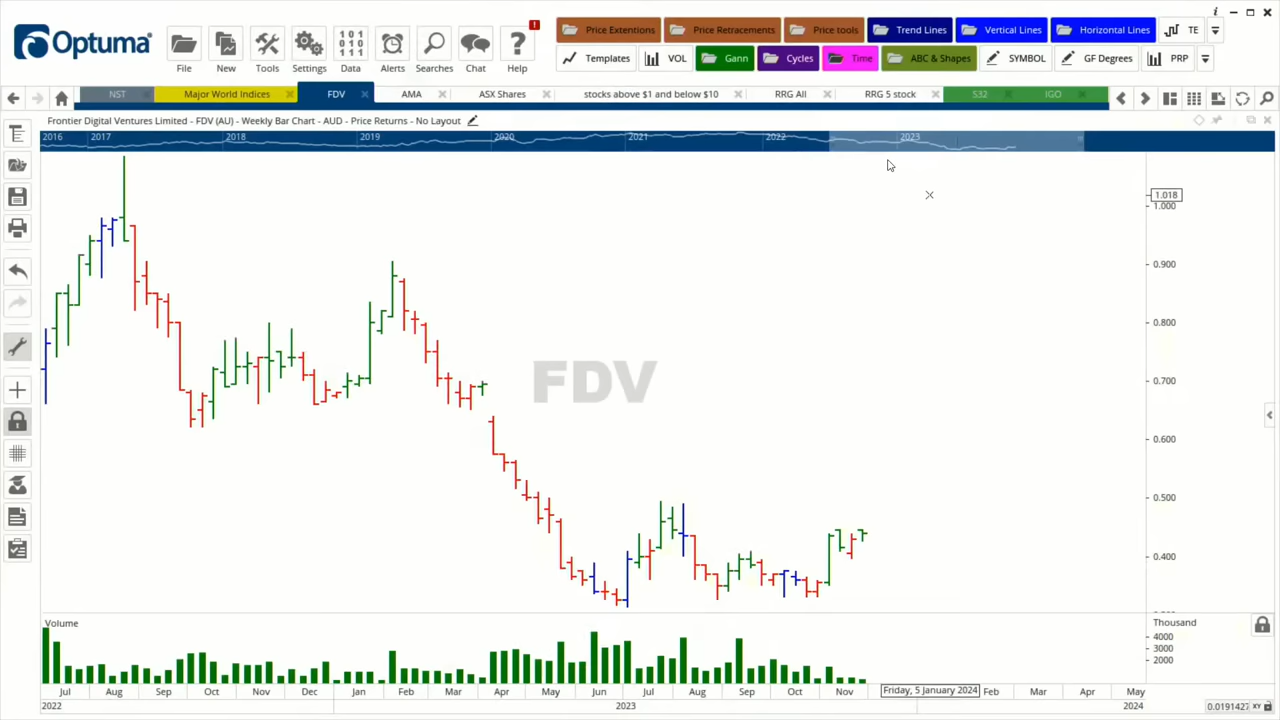 Optuma
File
New
Tools
Settings
101
010
011
Data
Alerts
Searches
Chat
?
!
Help
Price Extentions
Price Retracements
Price tools
Trend Lines
Vertical Lines
Horizontal Lines
TE
Templates
VOL
Gann
Cycles
Time
ABC & Shapes
SYMBOL
GF Degrees
PRP
NST
Major World Indices
FDV
AMA
ASX Shares
stocks above $1 and below $10
RRG All
RRG 5 stock
S32
IGO
Frontier Digital Ventures Limited - FDV (AU) - Weekly Bar Chart - AUD - Price Returns - No Layout
2016 2017 2018 2019 2020 2021 2022 2023
1.018
1.000
0.900
0.800
0.700
0.600
0.500
0.400
FDV
Volume
Thousand
4000
3000
2000
Jul Aug Sep Oct Nov Dec Jan Feb Mar Apr May Jun Jul Aug Sep Oct Nov Friday, 5 January 2024 Feb Mar Apr May
2022 2023 2024
0.0191427 XY